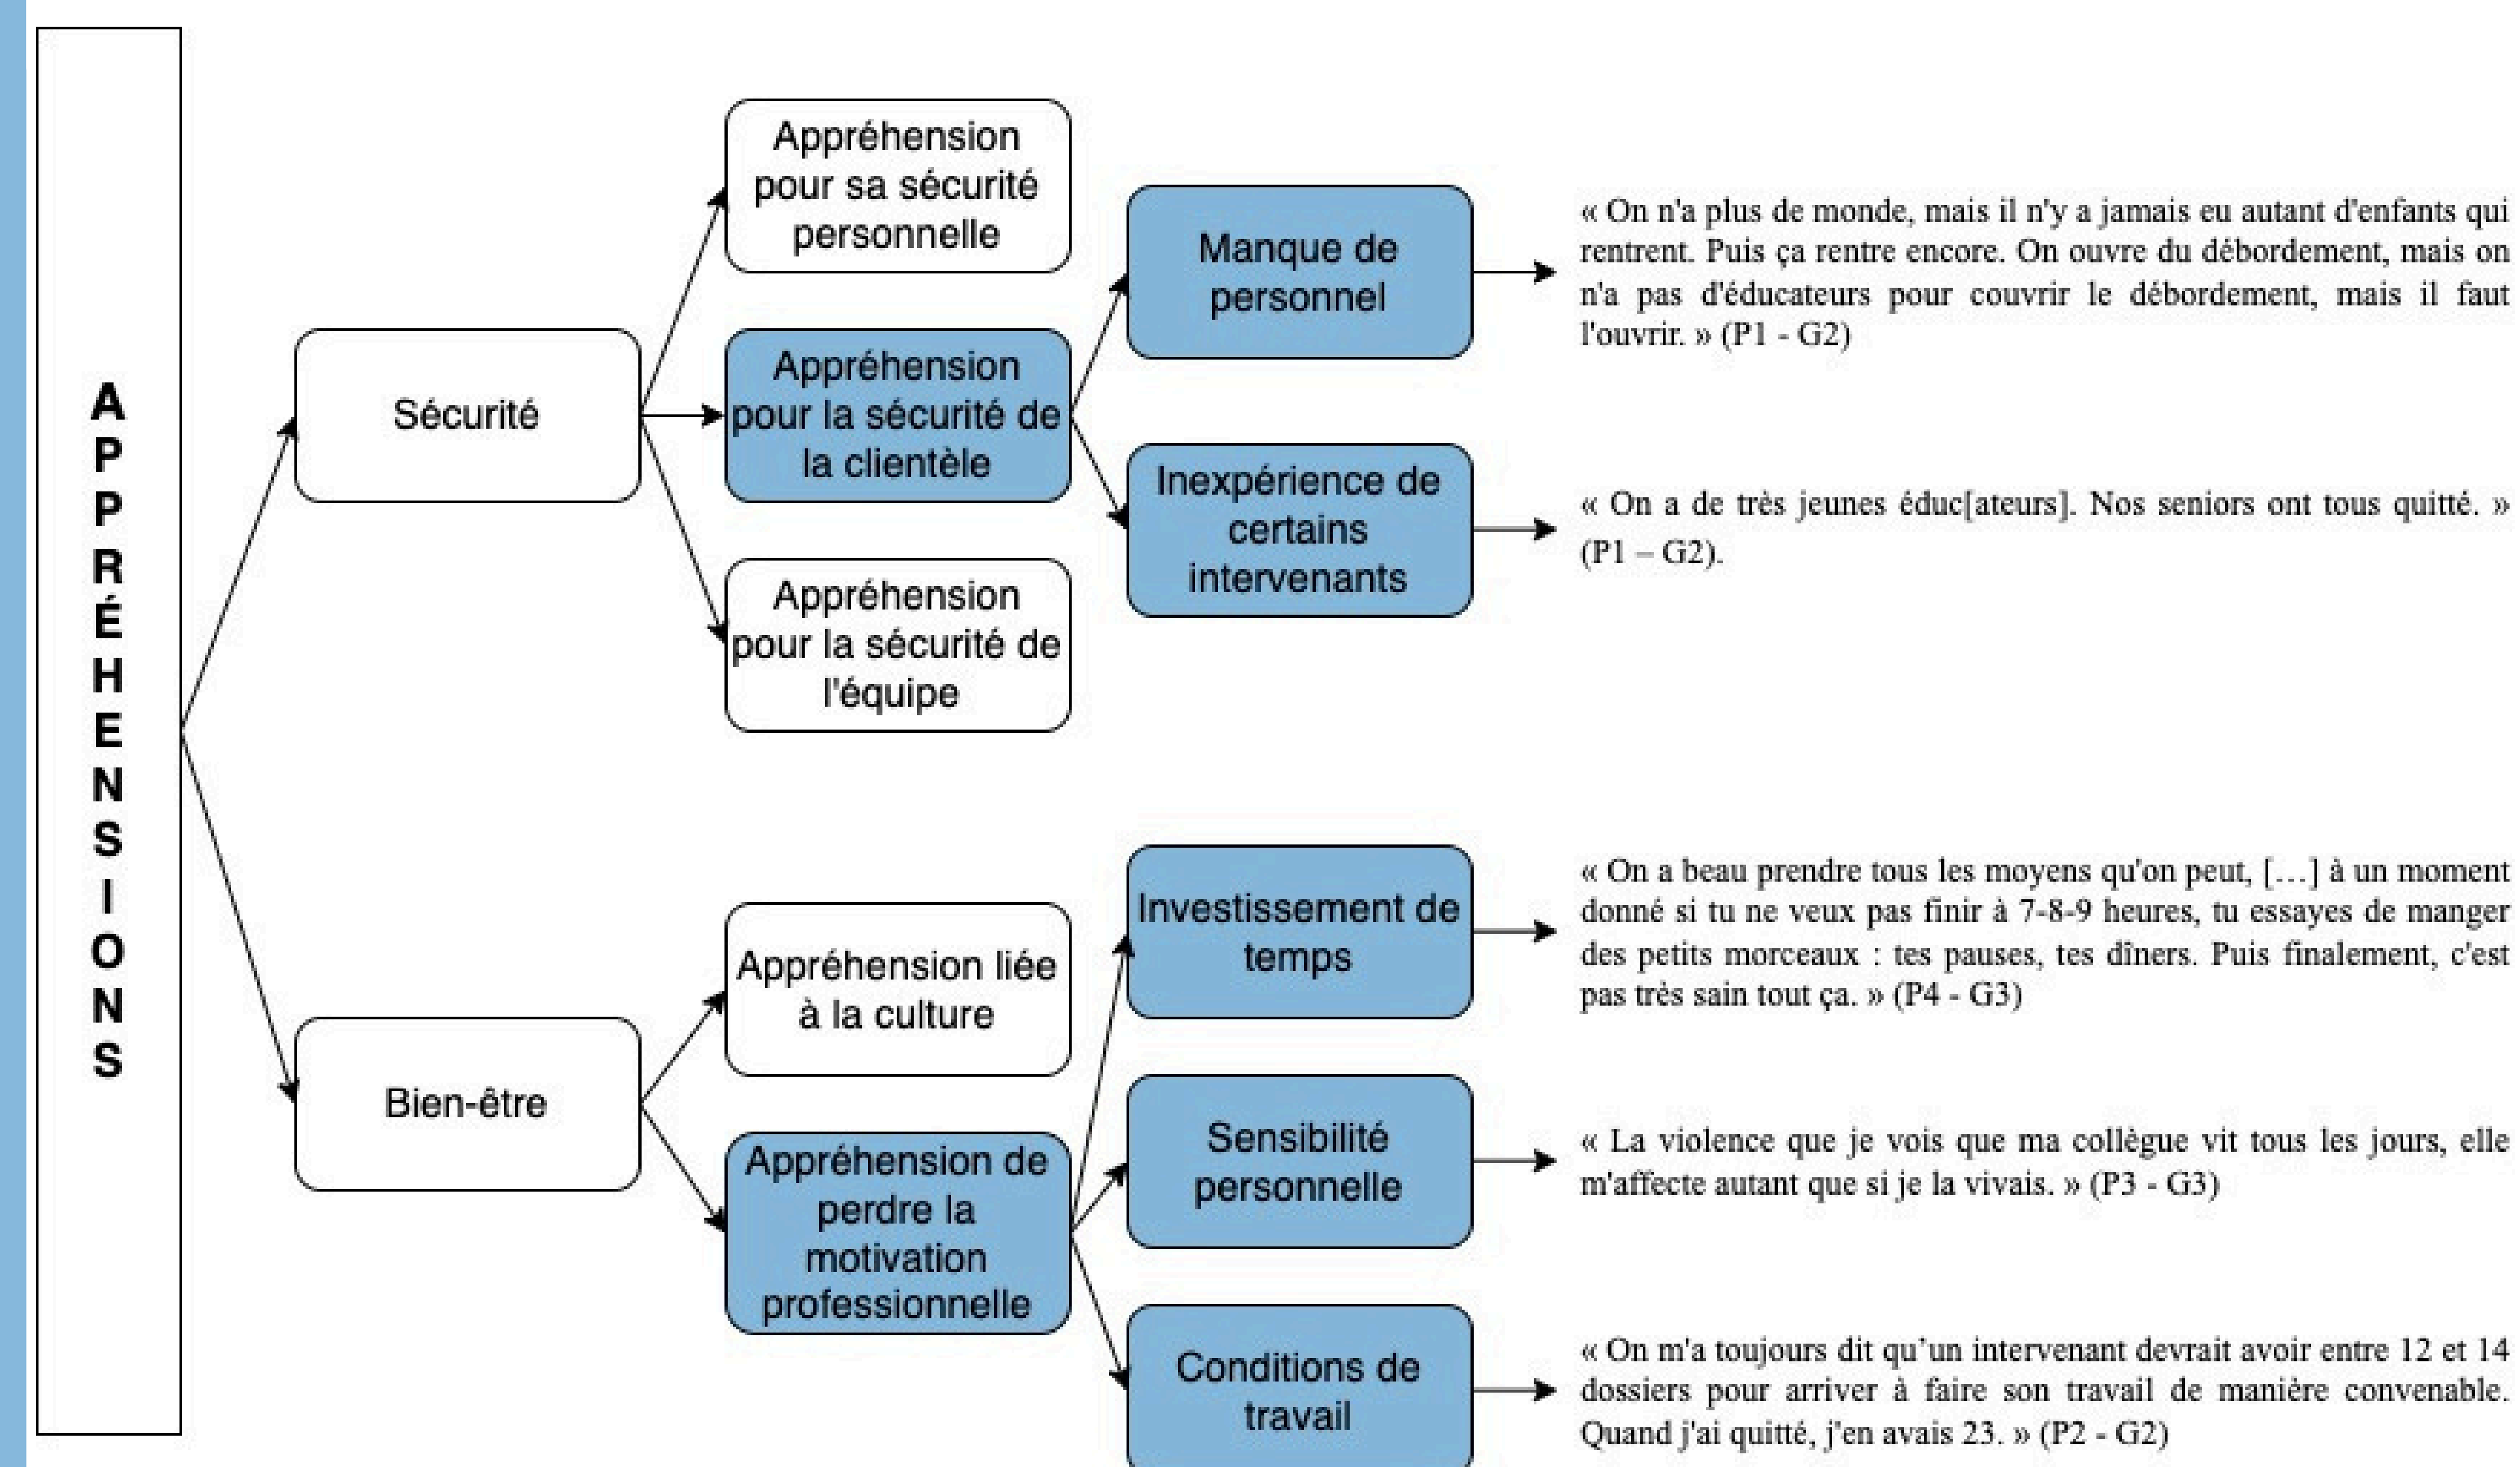 APPRÉHENSIONS
Sécurité
Appréhension
pour sa sécurité
personnelle
Appréhension
pour la sécurité de
la clientèle
Appréhension
pour la sécurité de
l'équipe
Manque de
personnel
« On n'a plus de monde, mais il n'y a jamais eu autant d'enfants qui
rentrent. Puis ça rentre encore. On ouvre du débordement, mais on
n'a pas d'éducateurs pour couvrir le débordement, mais il faut
l'ouvrir. » (P1 - G2)
Inexpérience de
certains
intervenants
« On a de très jeunes éduc[ateurs]. Nos seniors ont tous quitté. »
(P1 – G2).
Bien-être
Appréhension liée
à la culture
Appréhension de
perdre la
motivation
professionnelle
Investissement de
temps
« On a beau prendre tous les moyens qu'on peut, […] à un moment
donné si tu ne veux pas finir à 7-8-9 heures, tu essayes de manger
des petits morceaux : tes pauses, tes dîners. Puis finalement, c'est
pas très sain tout ça. » (P4 - G3)
Sensibilité
personnelle
« La violence que je vois que ma collègue vit tous les jours, elle
m'affecte autant que si je la vivais. » (P3 - G3)
Conditions de
travail
« On m'a toujours dit qu’un intervenant devrait avoir entre 12 et 14
dossiers pour arriver à faire son travail de manière convenable.
Quand j'ai quitté, j'en avais 23. » (P2 - G2)